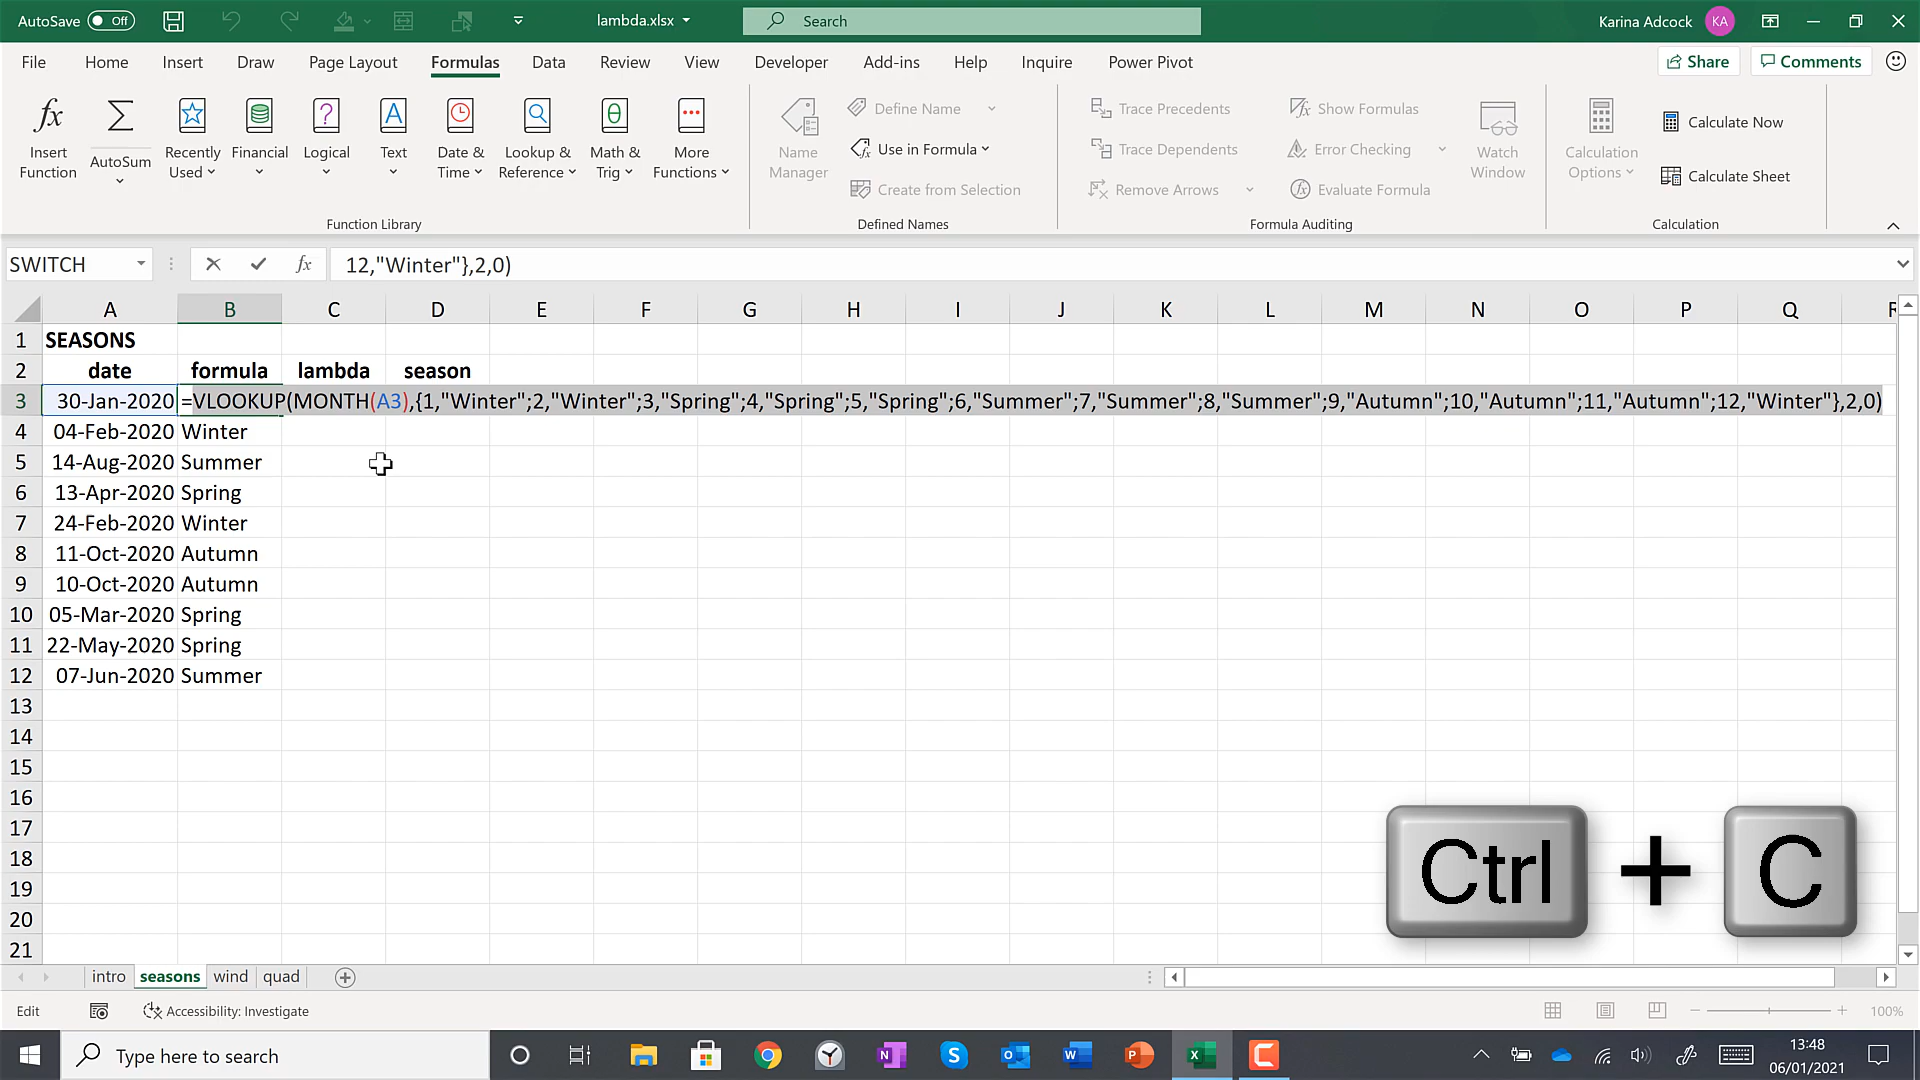 AutoSave Off lambda.xlsx Search Karina Adcock KA
File Home Insert Draw Page Layout Formulas Data Review View Developer Add-ins Help Inquire Power Pivot Share Comments
Insert Function
AutoSum
Recently Used
Financial
Logical
Text
Date & Time
Lookup & Reference
Math & Trig
More Functions
Function Library
Name Manager
Define Name
Use in Formula
Create from Selection
Defined Names
Trace Precedents
Trace Dependents
Remove Arrows
Show Formulas
Error Checking
Evaluate Formula
Watch Window
Formula Auditing
Calculation Options
Calculate Now
Calculate Sheet
Calculation
SWITCH fx 12,"Winter"},2,0)
A B C D E F G H I J K L M N O P Q R
1 SEASONS
2 date formula lambda season
3 30-Jan-2020 =VLOOKUP(MONTH(A3),{1,"Winter";2,"Winter";3,"Spring";4,"Spring";5,"Spring";6,"Summer";7,"Summer";8,"Summer";9,"Autumn";10,"Autumn";11,"Autumn";12,"Winter"},2,0)
4 04-Feb-2020 Winter
5 14-Aug-2020 Summer
6 13-Apr-2020 Spring
7 24-Feb-2020 Winter
8 11-Oct-2020 Autumn
9 10-Oct-2020 Autumn
10 05-Mar-2020 Spring
11 22-May-2020 Spring
12 07-Jun-2020 Summer
13
14
15
16
17
18
19
20
21
Ctrl + C
intro seasons wind quad
Edit Accessibility: Investigate 100%
Type here to search 13:48
06/01/2021